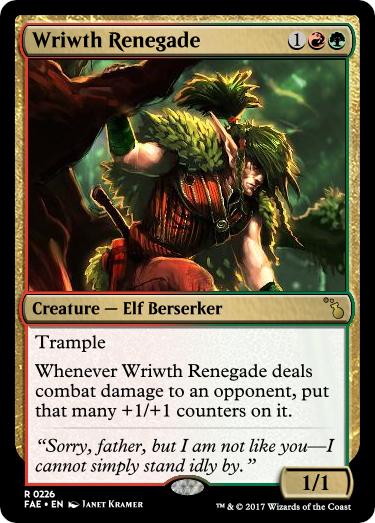 Wriwth Renegade 1
Creature — Elf Berserker
Trample
Whenever Wriwth Renegade deals
combat damage to an opponent, put
that many +1/+1 counters on it.
“Sorry, father, but I am not like you—I
cannot simply stand idly by.”
1/1
R 0226
FAE • EN Janet Kramer
™ & © 2017 Wizards of the Coast